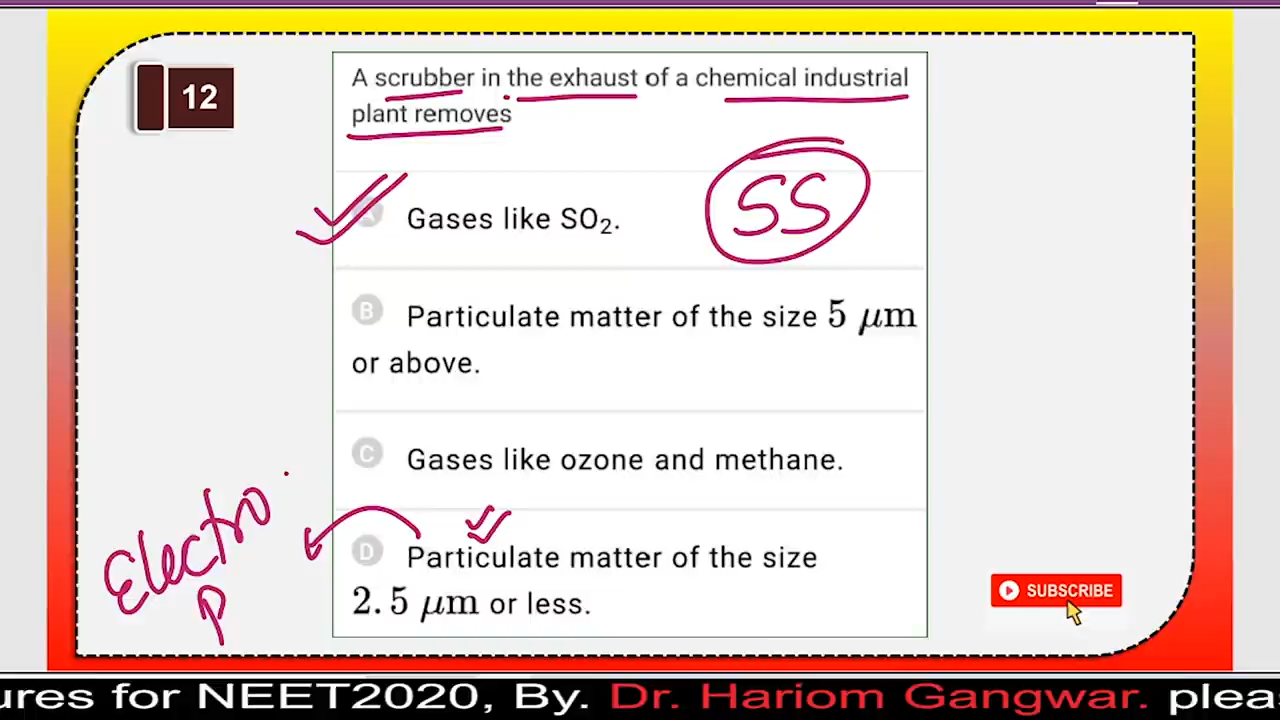 12
A scrubber in the exhaust of a chemical industrial
plant removes
A Gases like SO₂.
SS
B Particulate matter of the size 5 μm
or above.
C Gases like ozone and methane.
D Particulate matter of the size
2.5 μm or less.
Electro
P
SUBSCRIBE
ures for NEET2020, By. Dr. Hariom Gangwar. plea